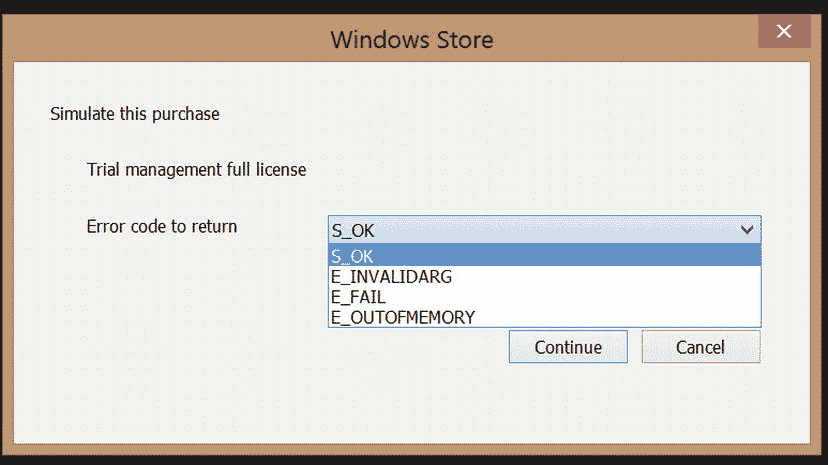 Windows Store
Simulate this purchase
Trial management full license
Error code to return
S_OK
S_OK
E_INVALIDARG
E_FAIL
E_OUTOFMEMORY
Continue
Cancel